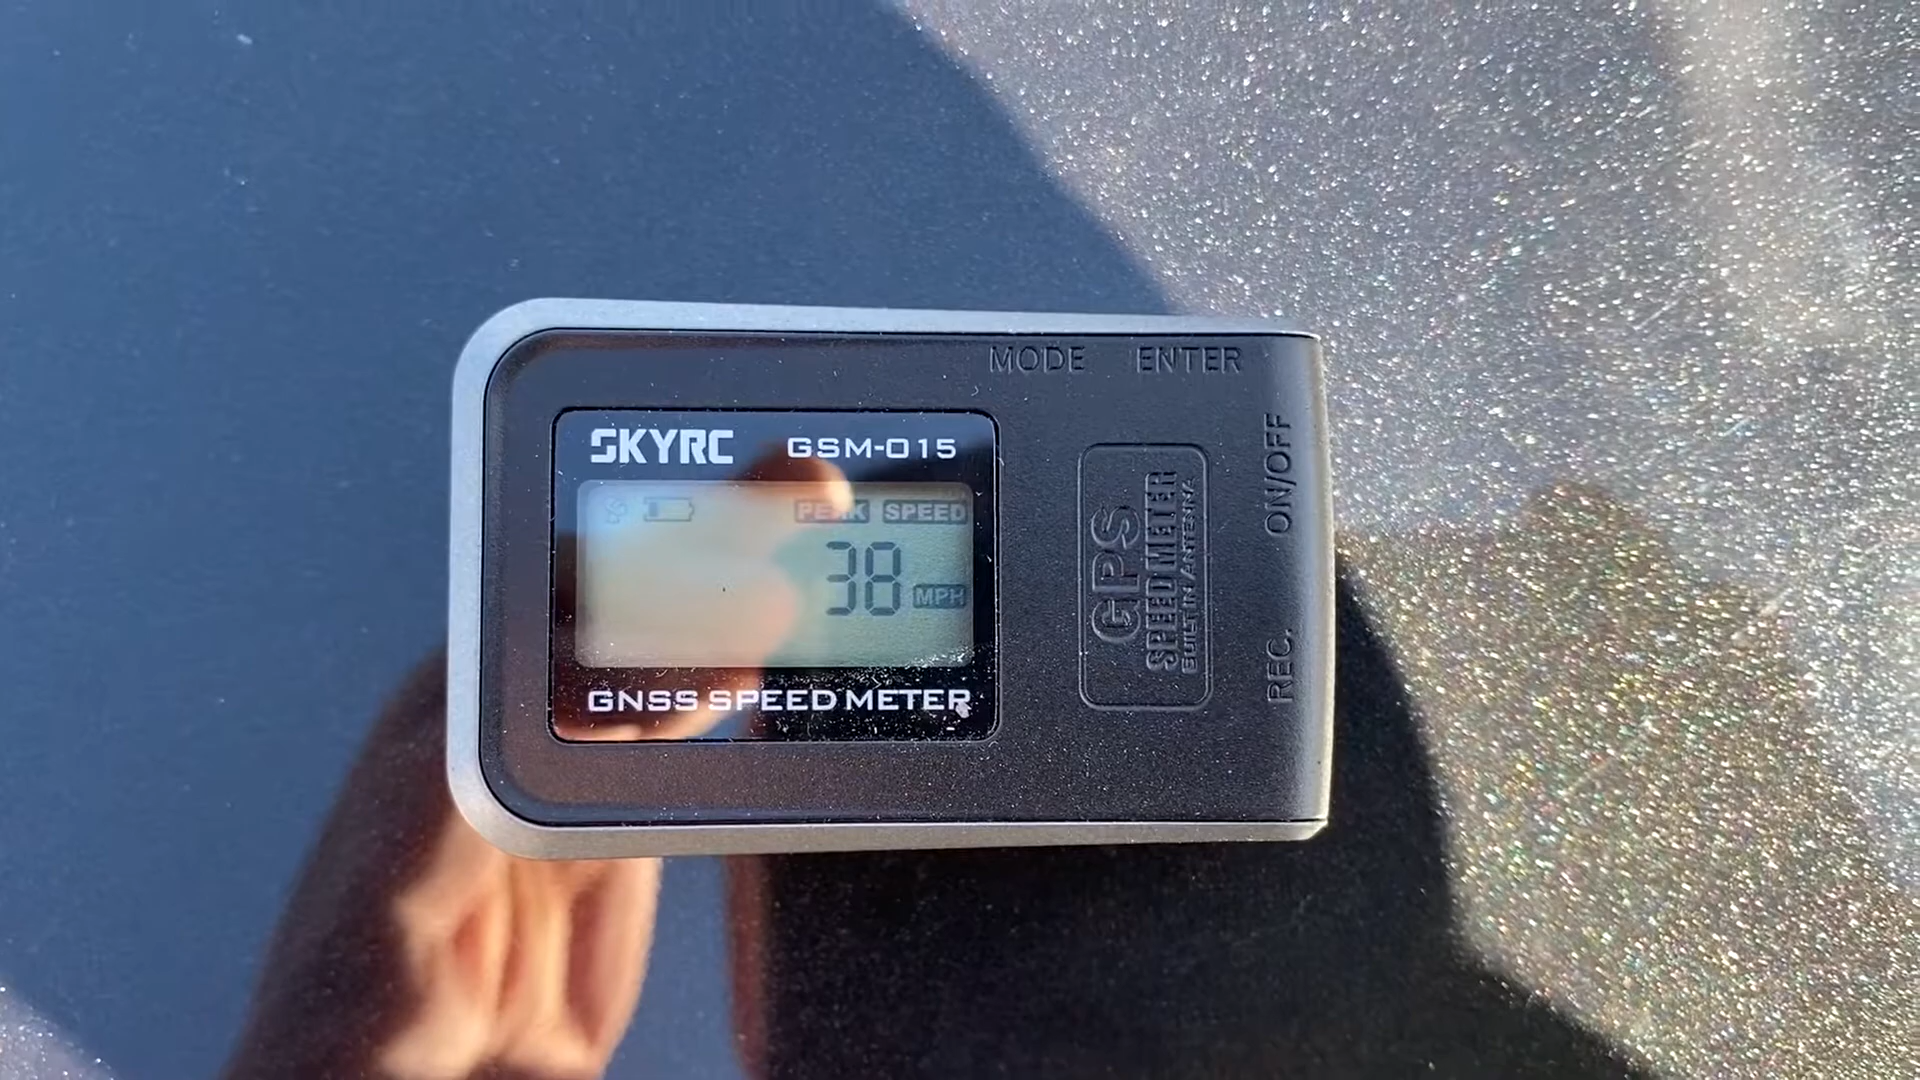 MODE ENTER
SKYRC GSM-015
PEAK SPEED
38 MPH
GNSS SPEED METER
GPS
SPEED METER
BUILT IN ANTENNA
ON/OFF
REC.